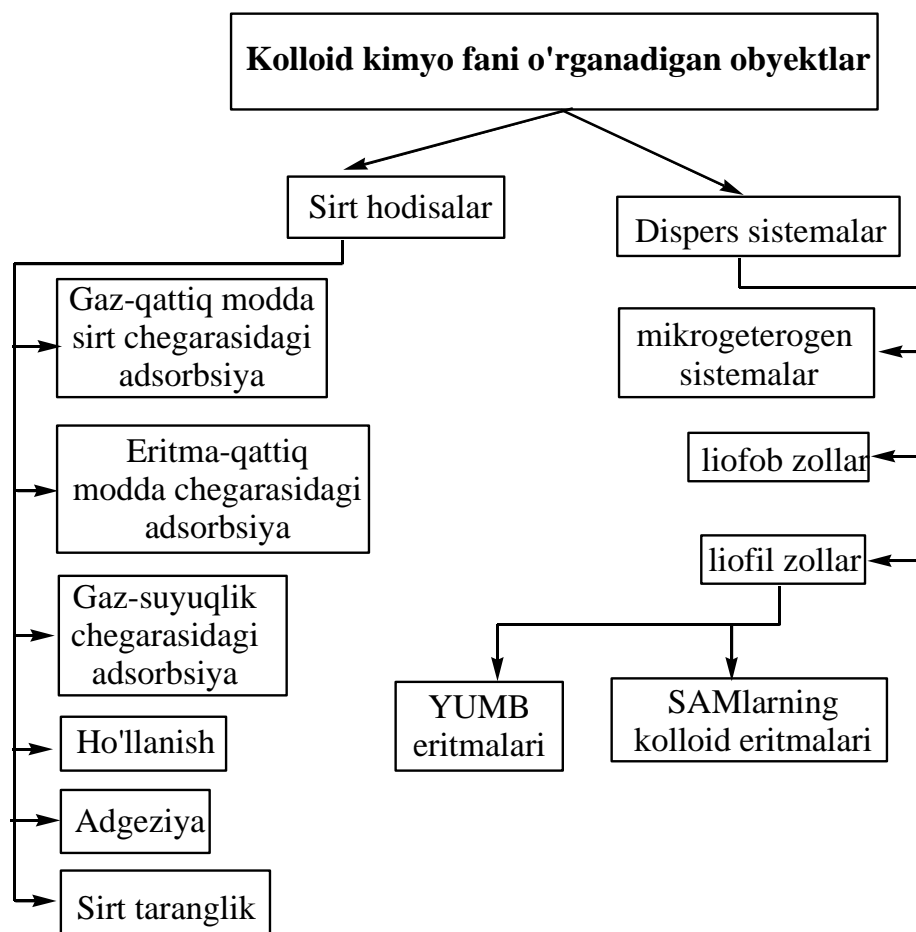 Kolloid kimyo fani o'rganadigan obyektlar
Sirt hodisalar
Dispers sistemalar
Gaz-qattiq modda
sirt chegarasidagi
adsorbsiya
Eritma-qattiq
modda chegarasidagi
adsorbsiya
Gaz-suyuqlik
chegarasidagi
adsorbsiya
Ho'llanish
Adgeziya
Sirt taranglik
mikrogeterogen
sistemalar
liofob zollar
liofil zollar
YUMB
eritmalari
SAMlarning
kolloid eritmalari